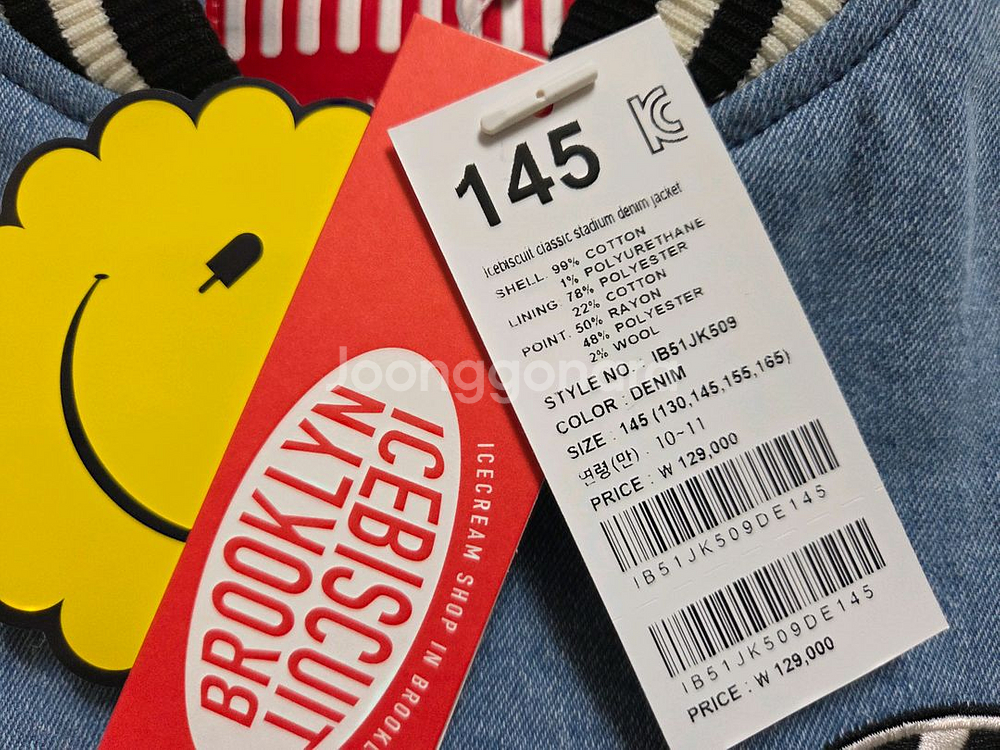 145
Icebiscuit classic stadium denim jacket
SHELL. 99% COTTON
1% POLYURETHANE
LINING. 78% POLYESTER
22% COTTON
POINT. 50% RAYON
48% POLYESTER
2% WOOL
STYLE NO. : IB51JK509
COLOR : DENIM
SIZE : 145 (130,145,155,165)
연령(만) : 10~11
PRICE : ₩ 129,000
IB51JK509DE145
IB51JK509DE145
PRICE : ₩ 129,000
BROOKLYN
NY
ICEBISCUIT
ICECREAM SHOP IN BROOKL
Joonggonara